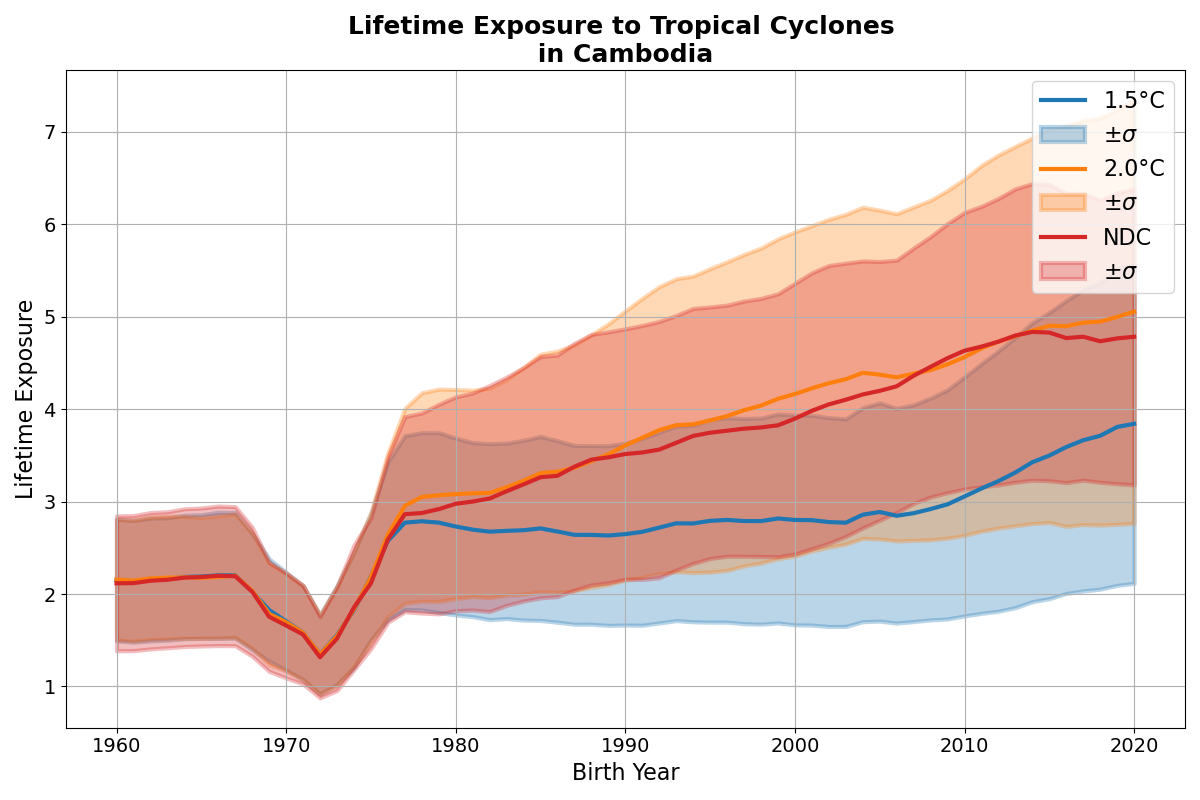 Lifetime Exposure to Tropical Cyclones
in Cambodia
Lifetime Exposure
7
6
5
4
3
2
1
1960 1970 1980 1990 2000 2010 2020
Birth Year
1.5°C
±σ
2.0°C
±σ
NDC
±σ